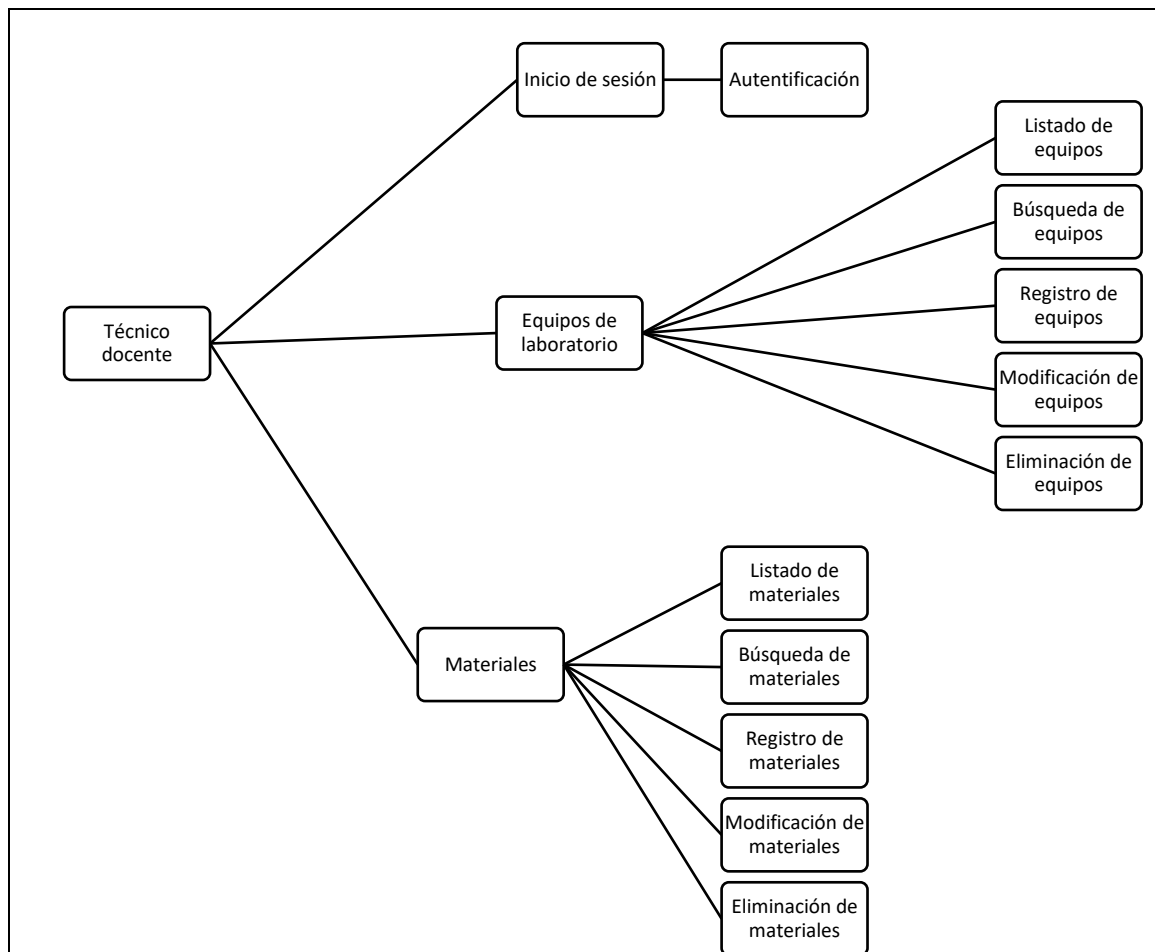 Inicio de sesión
Autentificación
Listado de
equipos
Búsqueda de
equipos
Técnico
docente
Equipos de
laboratorio
Registro de
equipos
Modificación de
equipos
Eliminación de
equipos
Materiales
Listado de
materiales
Búsqueda de
materiales
Registro de
materiales
Modificación de
materiales
Eliminación de
materiales